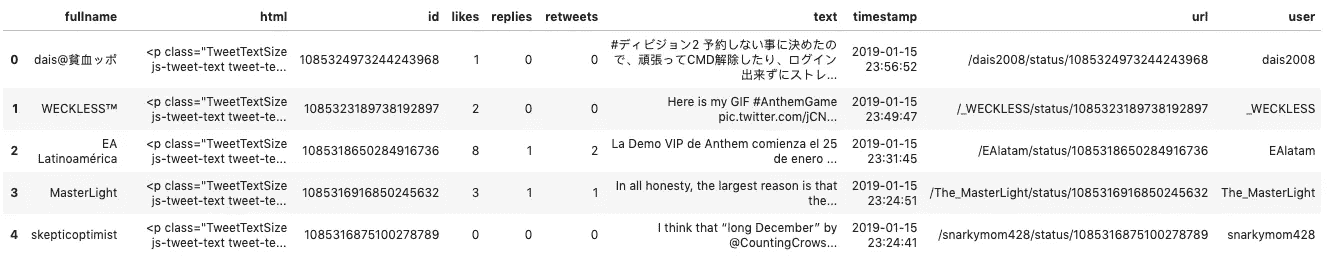 fullname html id likes replies retweets text timestamp url user
0 dais@貧血ッポ <p class="TweetTextSize js-tweet-text tweet-te... 1085324973244243968 1 0 0 #ディビジョン2 予約しない事に決めたので、頑張ってCMD解除したり、ログイン出来ずにストレ... 2019-01-15 23:56:52 /dais2008/status/1085324973244243968 dais2008
1 WECKLESS™ <p class="TweetTextSize js-tweet-text tweet-te... 1085323189738192897 2 0 0 Here is my GIF #AnthemGame pic.twitter.com/jCN... 2019-01-15 23:49:47 /_WECKLESS/status/1085323189738192897 _WECKLESS
2 EA Latinoamérica <p class="TweetTextSize js-tweet-text tweet-te... 1085318650284916736 8 1 2 La Demo VIP de Anthem comienza el 25 de enero ... 2019-01-15 23:31:45 /EAlatam/status/1085318650284916736 EAlatam
3 MasterLight <p class="TweetTextSize js-tweet-text tweet-te... 1085316916850245632 3 1 1 In all honesty, the largest reason is that the... 2019-01-15 23:24:51 /The_MasterLight/status/1085316916850245632 The_MasterLight
4 skepticoptimist <p class="TweetTextSize js-tweet-text tweet-te... 1085316875100278789 0 0 0 I think that “long December” by @CountingCrows... 2019-01-15 23:24:41 /snarkymom428/status/1085316875100278789 snarkymom428